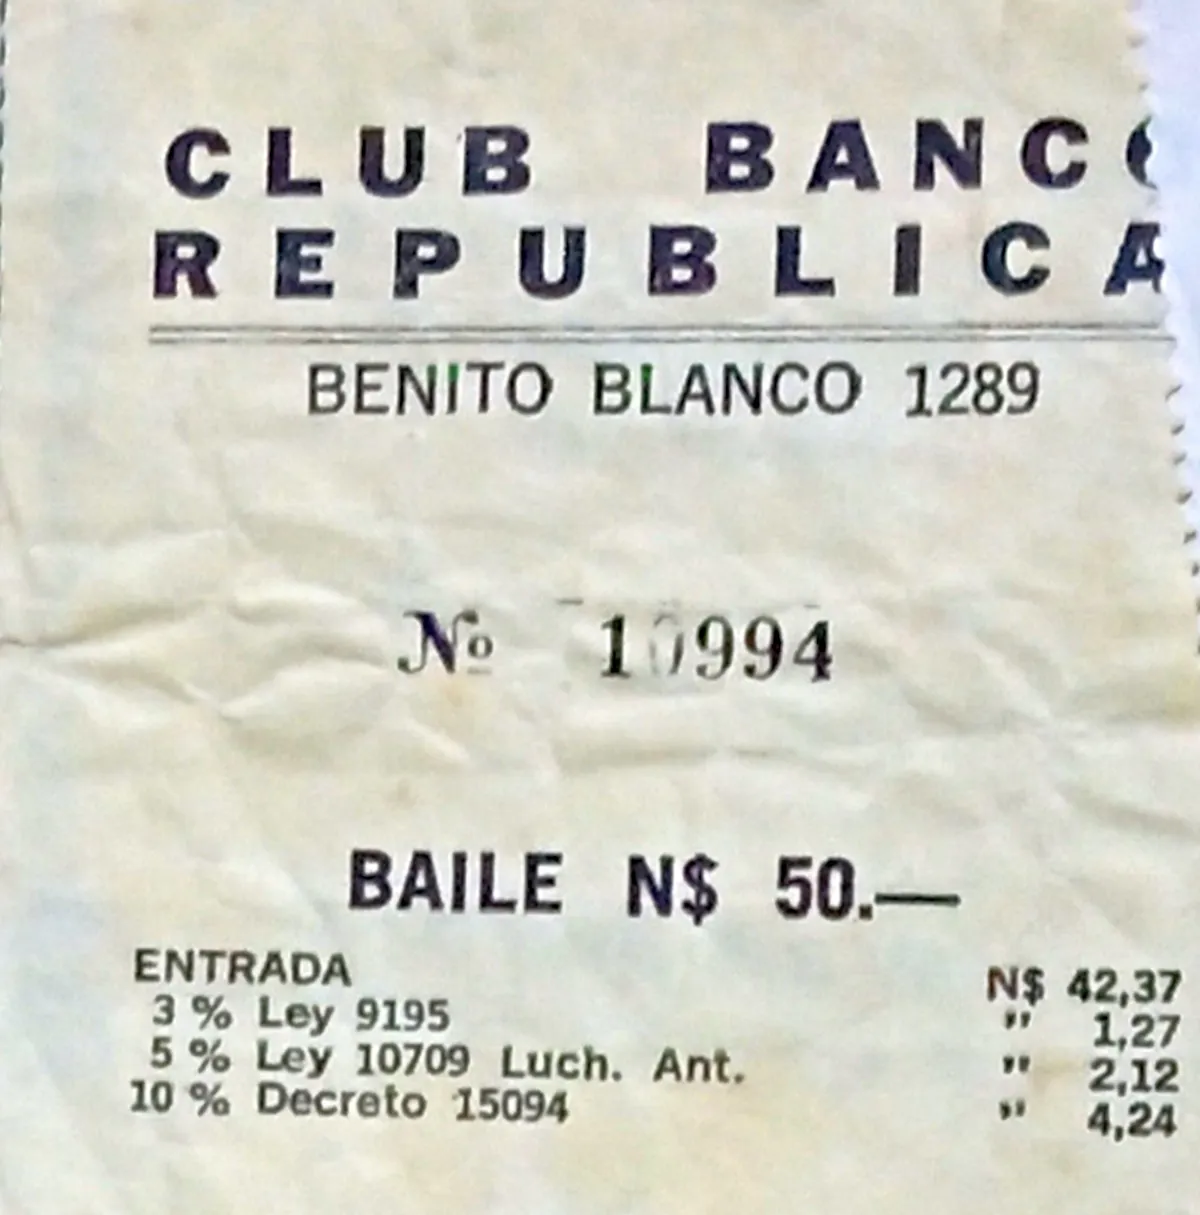 CLUB BANCO
REPUBLICA
BENITO BLANCO 1289
Nº 10994
BAILE N$ 50.—
ENTRADA N$ 42,37
3 % Ley 9195 " 1,27
5 % Ley 10709 Luch. Ant. " 2,12
10 % Decreto 15094 " 4,24